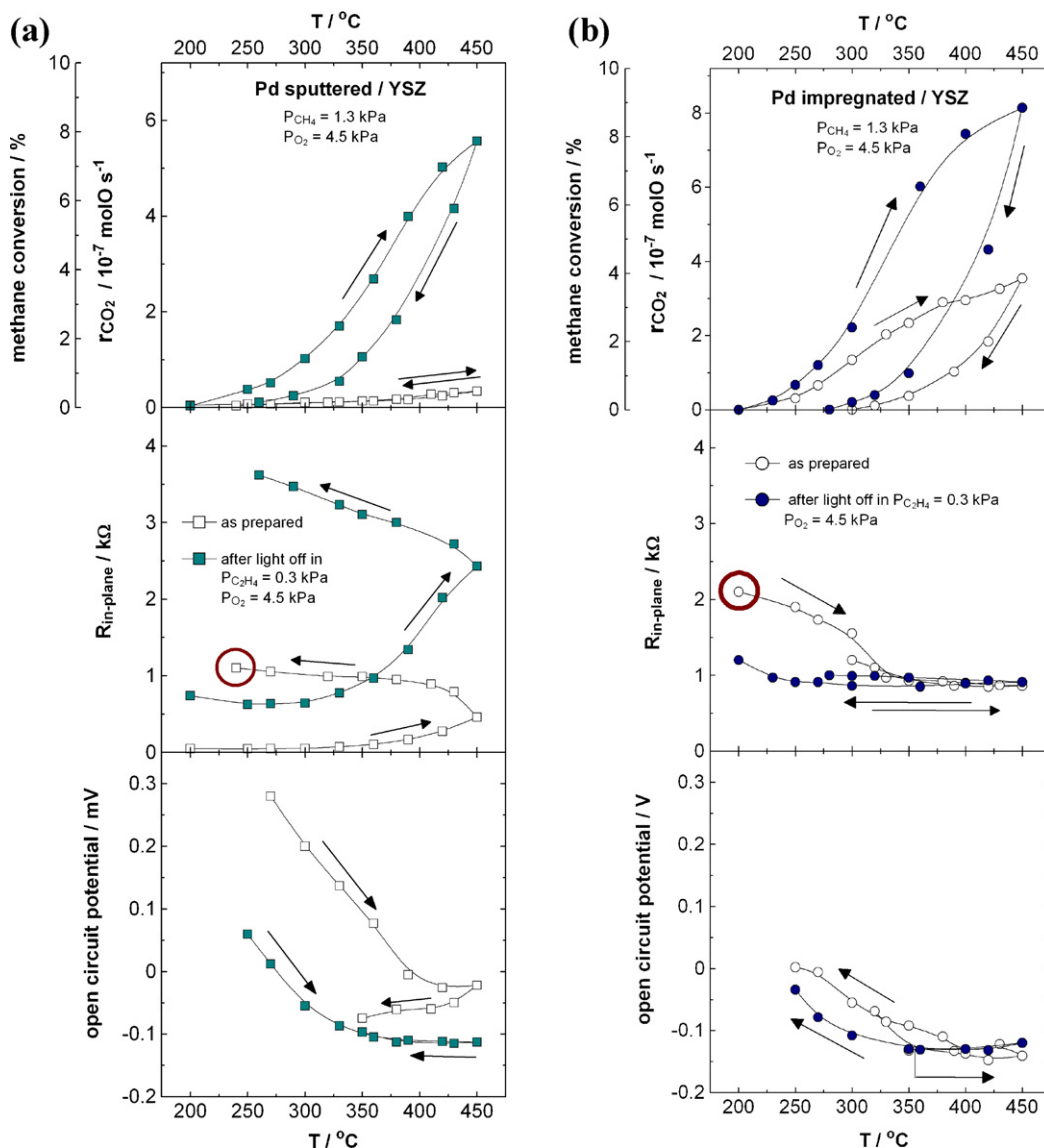 (a)
T / °C
200 250 300 350 400 450
methane conversion / %
10
8
6
4
2
0
rCO2 / 10-7 molO s-1
6
4
2
0
Pd sputtered / YSZ
PCH4 = 1.3 kPa
PO2 = 4.5 kPa
Rin-plane / kΩ
4
3
2
1
0
as prepared
after light off in
PC2H4 = 0.3 kPa
PO2 = 4.5 kPa
open circuit potential / mV
0.3
0.2
0.1
0
-0.1
-0.2
200 250 300 350 400 450
T / °C
(b)
T / °C
200 250 300 350 400 450
methane conversion / %
10
8
6
4
2
0
rCO2 / 10-7 molO s-1
8
6
4
2
0
Pd impregnated / YSZ
PCH4 = 1.3 kPa
PO2 = 4.5 kPa
Rin-plane / kΩ
4
3
2
1
0
as prepared
after light off in PC2H4 = 0.3 kPa
PO2 = 4.5 kPa
open circuit potential / V
0.3
0.2
0.1
0
-0.1
-0.2
200 250 300 350 400 450
T / °C